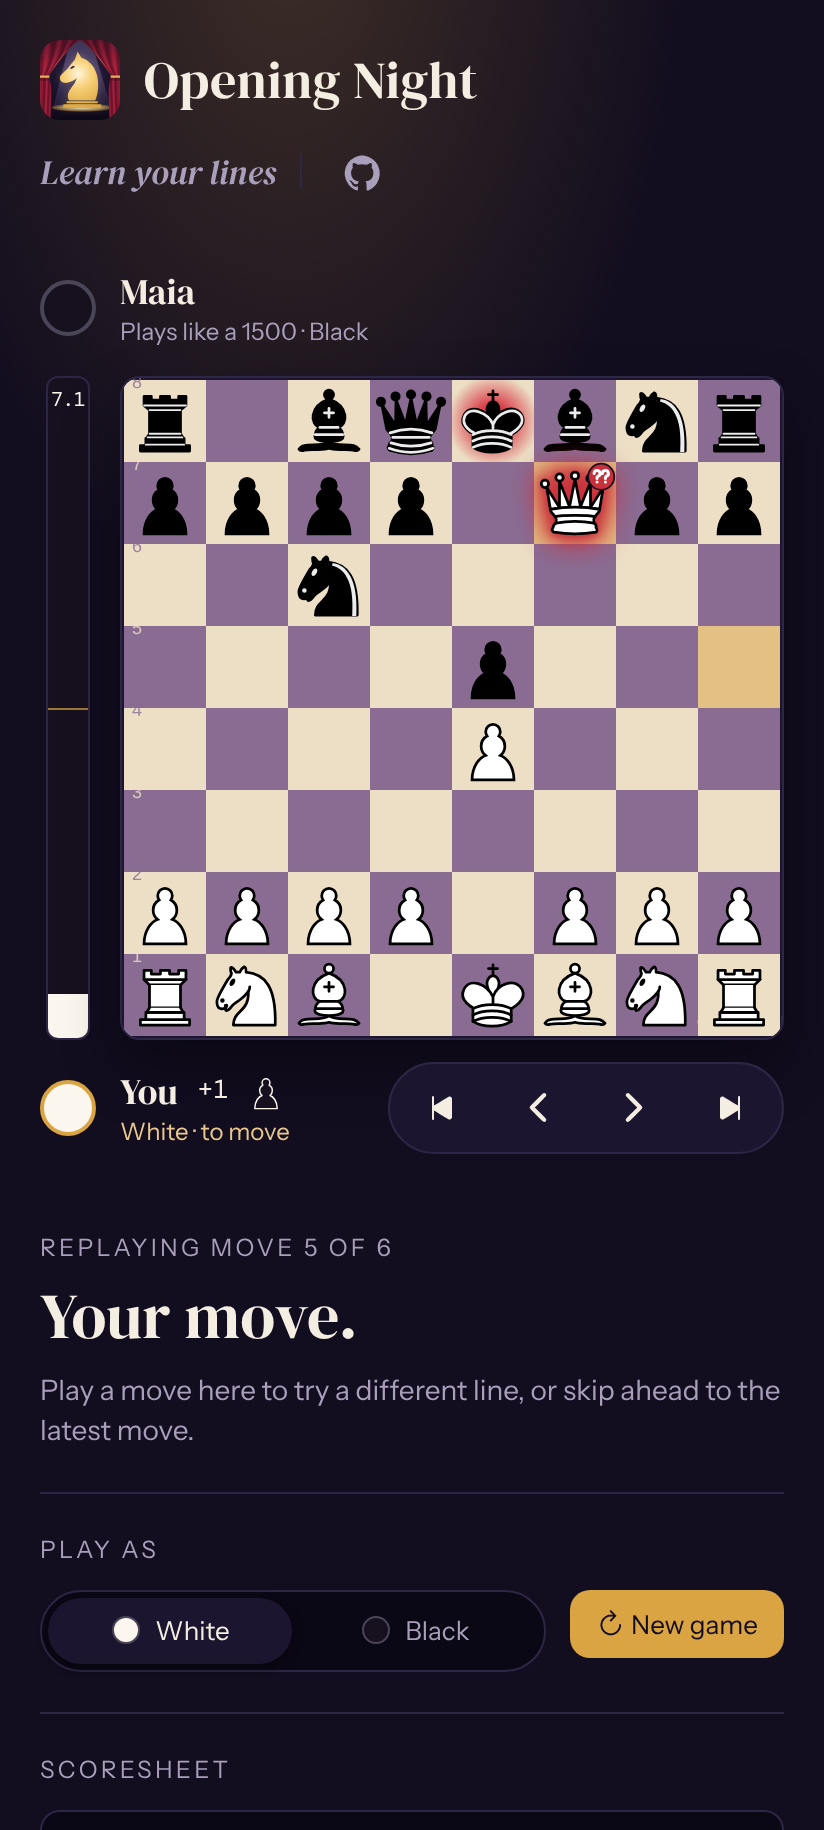 Opening Night
Learn your lines
Maia
Plays like a 1500 · Black
7.1
8
7
??
6
5
4
3
2
1
You +1
White · to move
REPLAYING MOVE 5 OF 6
Your move.
Play a move here to try a different line, or skip ahead to the
latest move.
PLAY AS
White
Black
New game
SCORESHEET